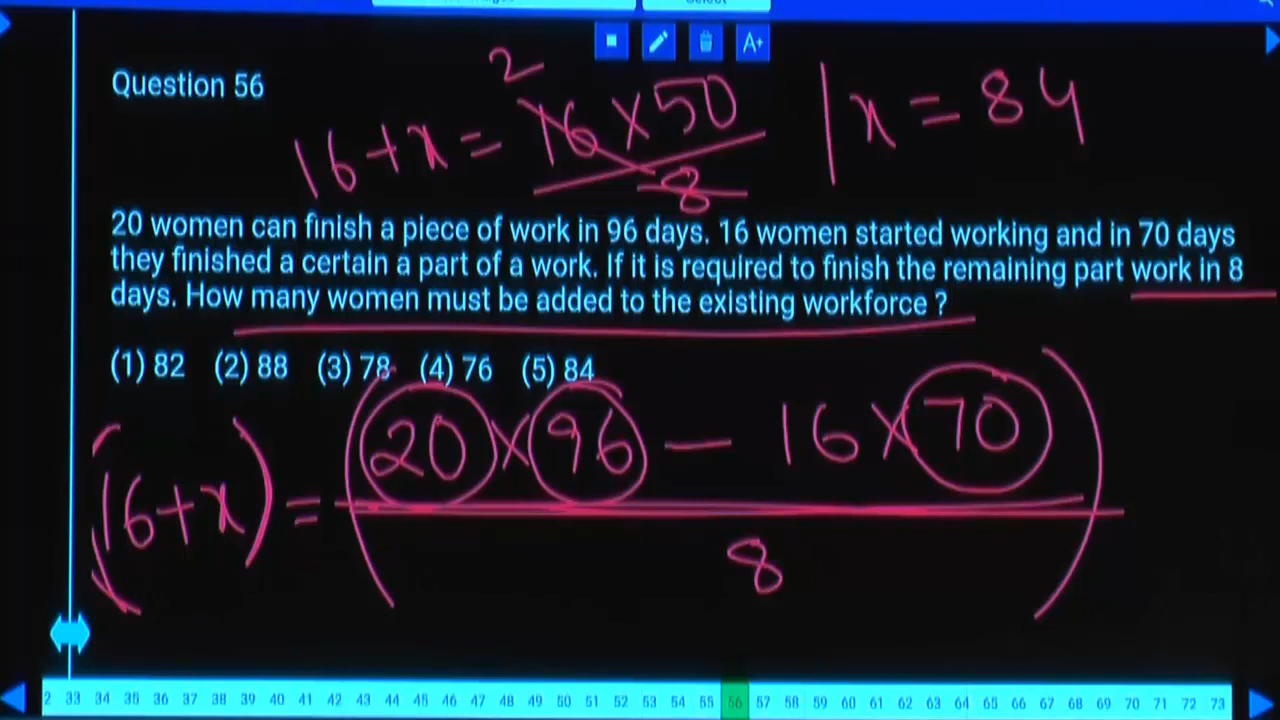 Question 56
2
16+x = 16×50 | x = 84
8
20 women can finish a piece of work in 96 days. 16 women started working and in 70 days
they finished a certain a part of a work. If it is required to finish the remaining part work in 8
days. How many women must be added to the existing workforce ?
(1) 82 (2) 88 (3) 78 (4) 76 (5) 84
(16+x) = (20×96 — 16×70)
8
A+
2 33 34 35 36 37 38 39 40 41 42 43 44 45 46 47 48 49 50 51 52 53 54 55 56 57 58 59 60 61 62 63 64 65 66 67 68 69 70 71 72 73